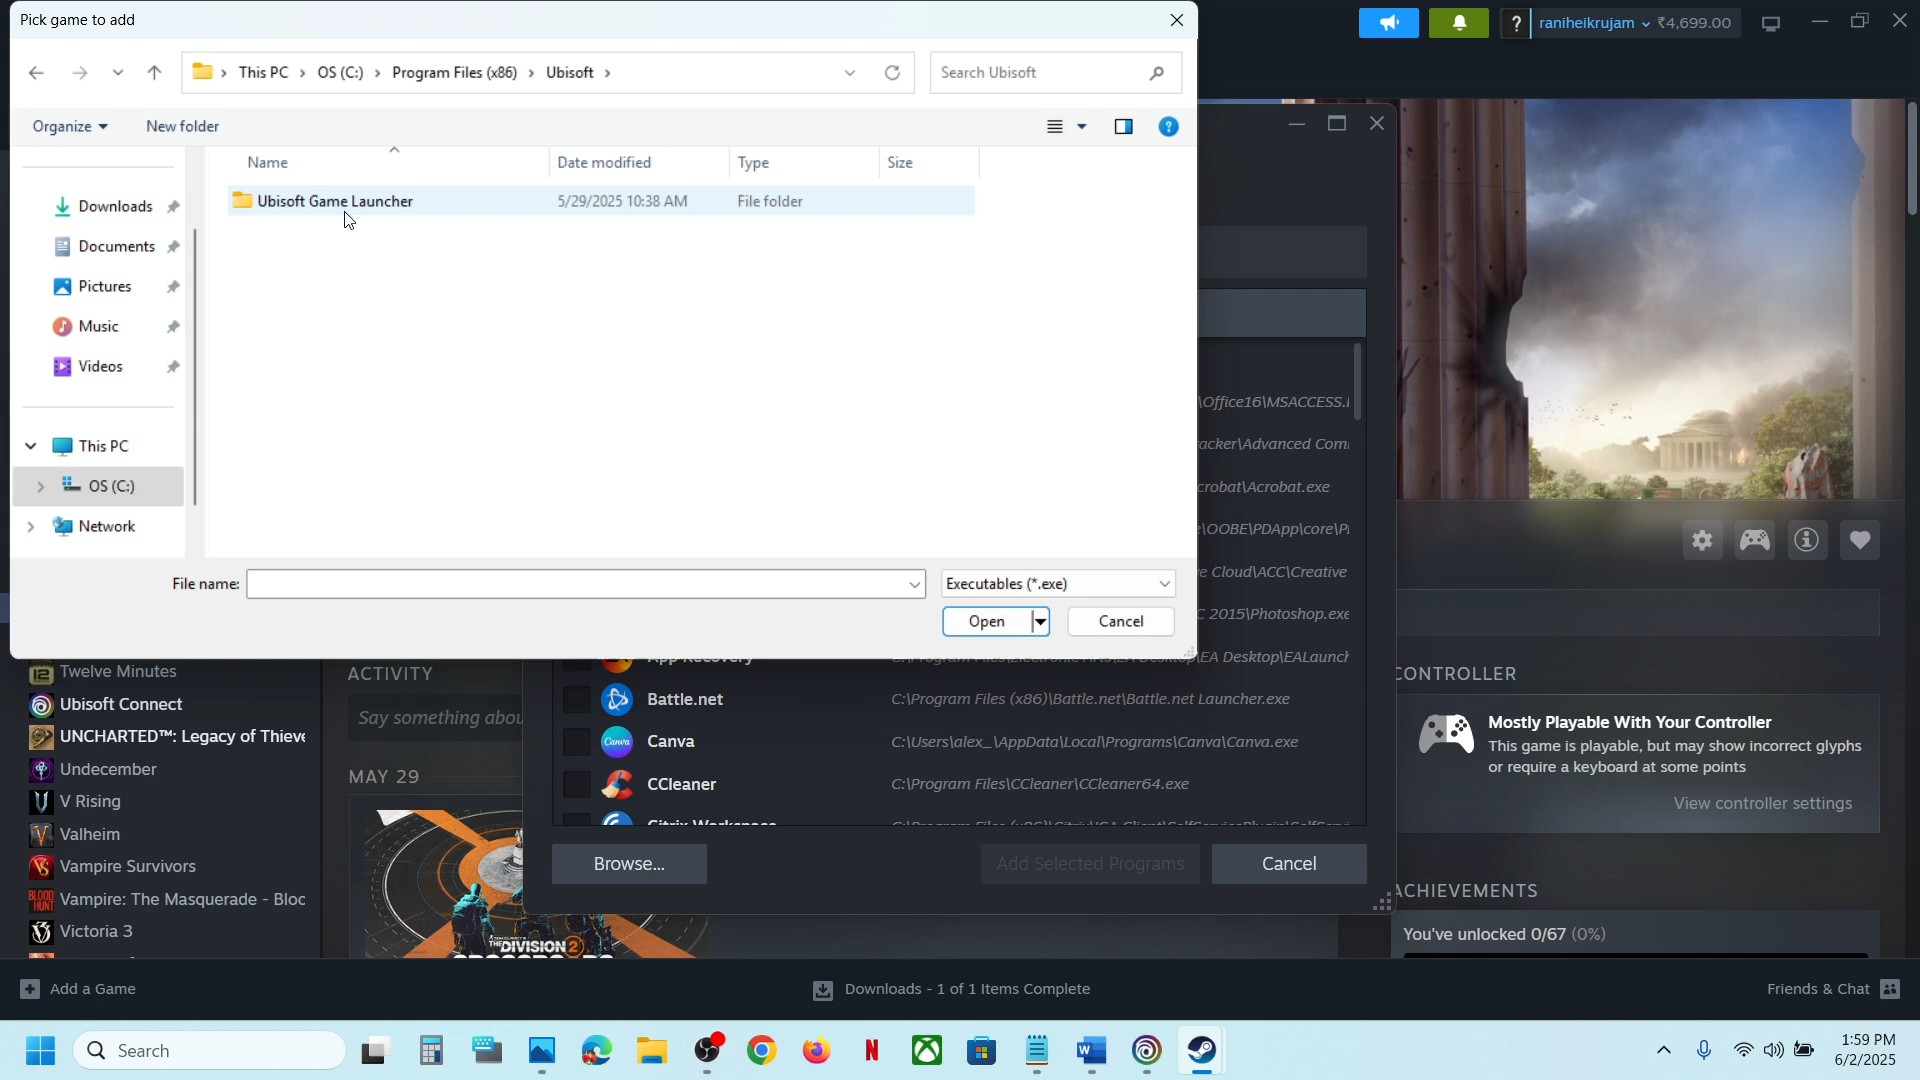 Pick game to add
raniheikrujam
₹4,699.00
This PC > OS (C:) > Program Files (x86) > Ubisoft >
Search Ubisoft
Organize
New folder
Name
Date modified
Type
Size
Ubisoft Game Launcher
5/29/2025 10:38 AM
File folder
Downloads
Documents
Pictures
Music
Videos
This PC
OS (C:)
Network
File name:
Executables (*.exe)
Open
Cancel
\Office16\MSACCESS.
acker\Advanced Com
crobat\Acrobat.exe
\OOBE\PDApp\core\P
e Cloud\ACC\Creative
C 2015\Photoshop.exe
App Recovery
EA Desktop\EALaunch
Battle.net
C:\Program Files (x86)\Battle.net\Battle.net Launcher.exe
Canva
C:\Users\alex_\AppData\Local\Programs\Canva\Canva.exe
CCleaner
C:\Program Files\CCleaner\CCleaner64.exe
Citrix Workspace
Browse...
Add Selected Programs
Cancel
Twelve Minutes
Ubisoft Connect
UNCHARTED™: Legacy of Thieve
Undecember
V Rising
Valheim
Vampire Survivors
Vampire: The Masquerade - Bloc
Victoria 3
ACTIVITY
Say something abou
MAY 29
THE DIVISION 2
CONTROLLER
Mostly Playable With Your Controller
This game is playable, but may show incorrect glyphs
or require a keyboard at some points
View controller settings
ACHIEVEMENTS
You've unlocked 0/67 (0%)
Add a Game
Downloads - 1 of 1 Items Complete
Friends & Chat
Search
1:59 PM
6/2/2025